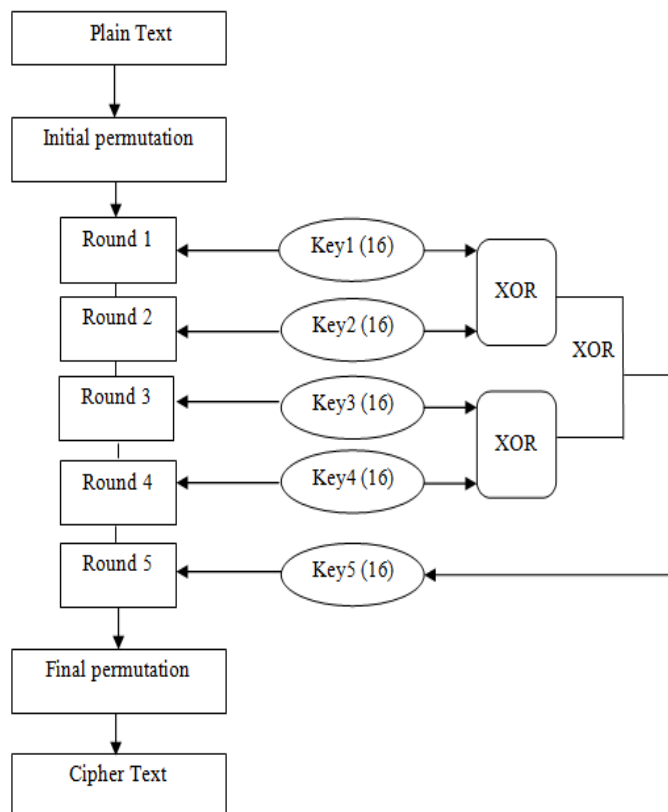 Plain Text
Initial permutation
Round 1
Key1 (16)
XOR
Round 2
Key2 (16)
XOR
Round 3
Key3 (16)
XOR
Round 4
Key4 (16)
Round 5
Key5 (16)
Final permutation
Cipher Text